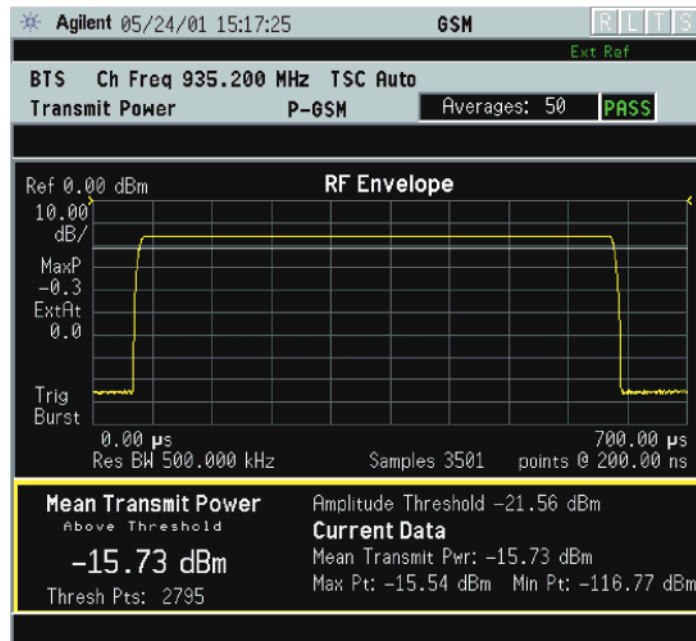 Agilent 05/24/01 15:17:25 GSM R L T S
Ext Ref
BTS Ch Freq 935.200 MHz TSC Auto
Transmit Power P-GSM Averages: 50 PASS
Ref 0.00 dBm RF Envelope
10.00
dB/
MaxP
-0.3
ExtAt
0.0
Trig
Burst
0.00 µs 700.00 µs
Res BW 500.000 kHz Samples 3501 points @ 200.00 ns
Mean Transmit Power
Above Threshold
-15.73 dBm
Thresh Pts: 2795
Amplitude Threshold -21.56 dBm
Current Data
Mean Transmit Pwr: -15.73 dBm
Max Pt: -15.54 dBm Min Pt: -116.77 dBm